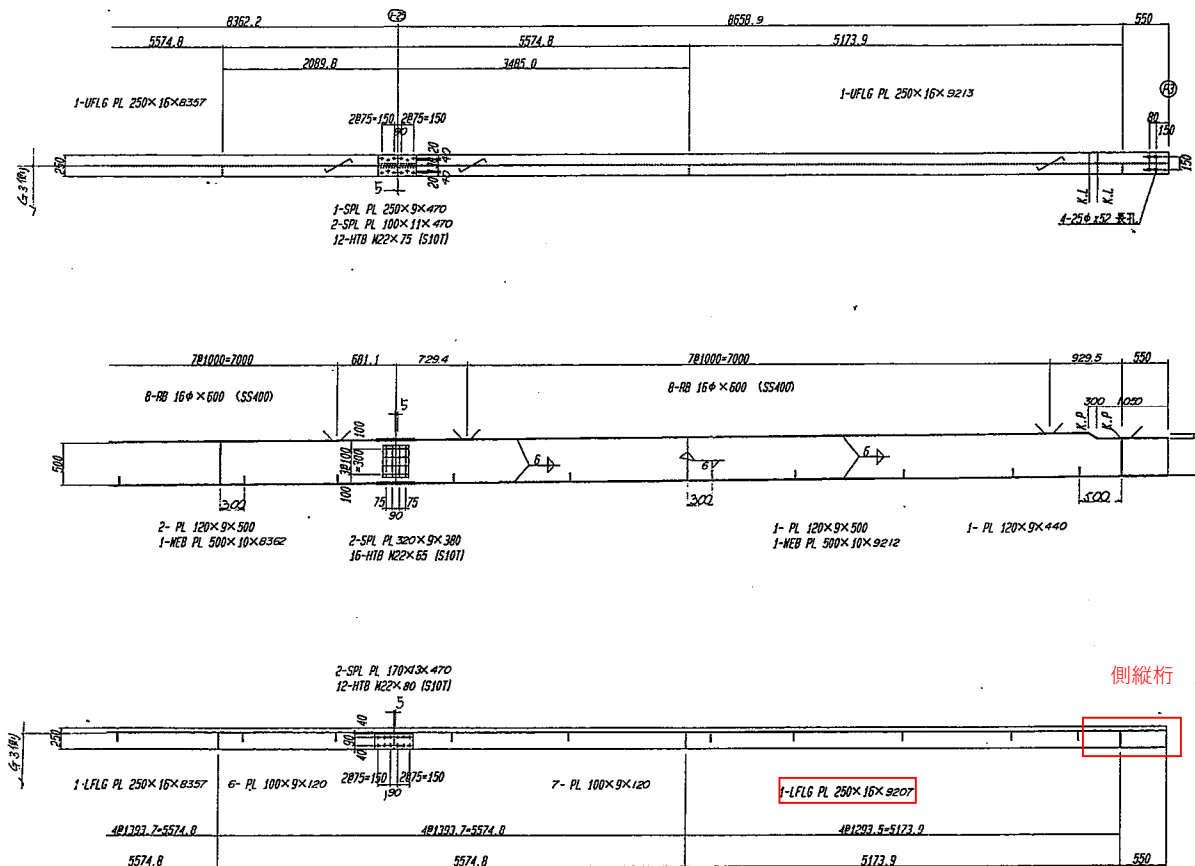 8362.2
J-25
8658.9
550
5574.8
5574.8
5173.9
2089.8
3485.0
1-UFLG PL 250×16×8357
1-UFLG PL 250×16×9213
2@75=150
2@75=150
90
80
150
250
5
20
40
20
40
K.L
K.L
150
1-SPL PL 250×9×470
2-SPL PL 100×11×470
12-HTB M22×75 (S10T)
4-25φ×52 長孔
7@1000=7000
681.1
729.4
7@1000=7000
929.5
550
8-RB 16φ×600 (SS400)
8-RB 16φ×600 (SS400)
5
300
1050
K.P
K.P
500
100
3@100
=300
100
6
6
6
300
75
75
90
300
500
2- PL 120×9×500
1-WEB PL 500×10×8362
2-SPL PL 320×9×380
16-HTB M22×65 (S10T)
1- PL 120×9×500
1-WEB PL 500×10×9212
1- PL 120×9×440
2-SPL PL 170×13×470
12-HTB M22×80 (S10T)
側縦桁
5
40
250
90
40
1-LFLG PL 250×16×8357
6- PL 100×9×120
2@75=150
2@75=150
90
7- PL 100×9×120
1-LFLG PL 250×16×9207
4@1393.7=5574.8
4@1393.7=5574.8
4@1293.5=5173.9
5574.8
5574.8
5173.9
550